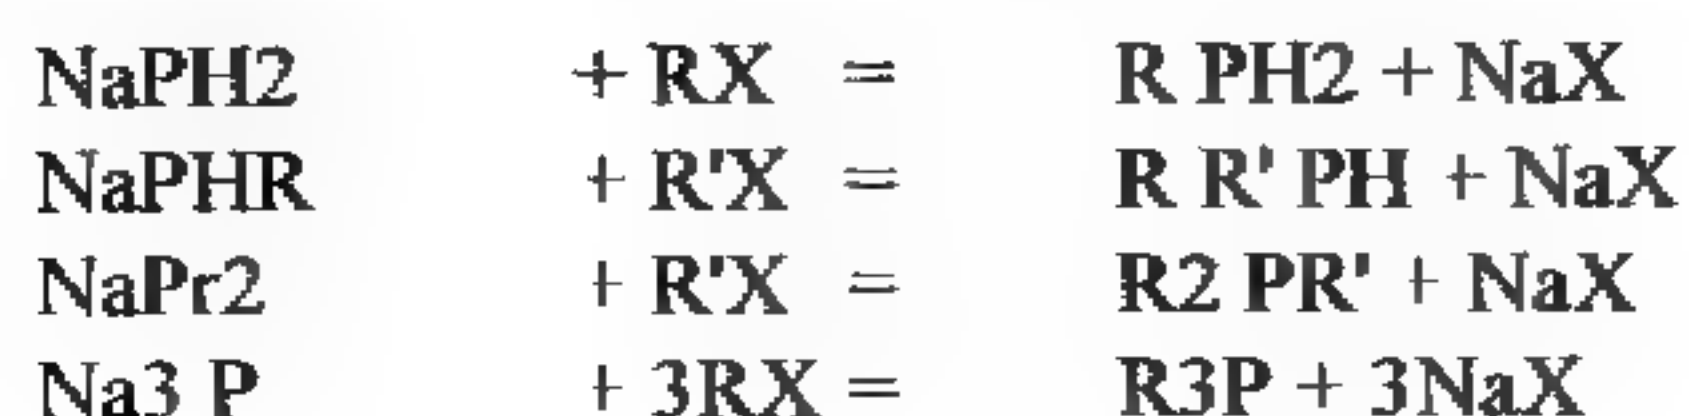 NaPH2 + RX = R PH2 + NaX
NaPHR + R'X = R R' PH + NaX
NaPr2 + R'X = R2 PR' + NaX
Na3 P + 3RX = R3P + 3NaX